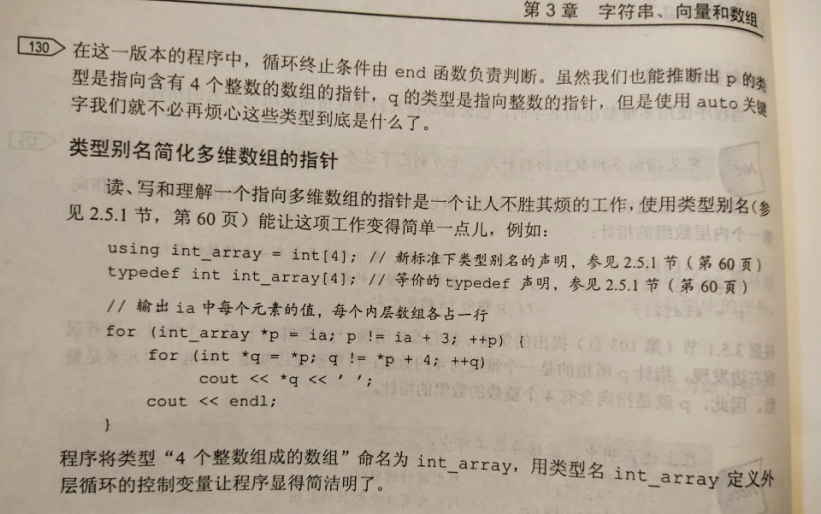 第 3 章 字符串、向量和数组
130
在这一版本的程序中，循环终止条件由 end 函数负责判断。虽然我们也能推断出 p 的类
型是指向含有 4 个整数的数组的指针，q 的类型是指向整数的指针，但是使用 auto 关键
字我们就不必再烦心这些类型到底是什么了。
类型别名简化多维数组的指针
读、写和理解一个指向多维数组的指针是一个让人不胜其烦的工作，使用类型别名（参
见 2.5.1 节，第 60 页）能让这项工作变得简单一点儿，例如：
using int_array = int[4]; // 新标准下类型别名的声明，参见 2.5.1 节（第 60 页）
typedef int int_array[4]; // 等价的 typedef 声明，参见 2.5.1 节（第 60 页）
// 输出 ia 中每个元素的值，每个内层数组各占一行
for (int_array *p = ia; p != ia + 3; ++p) {
for (int *q = *p; q != *p + 4; ++q)
cout << *q << ' ';
cout << endl;
}
程序将类型“4 个整数组成的数组”命名为 int_array，用类型名 int_array 定义外
层循环的控制变量让程序显得简洁明了。